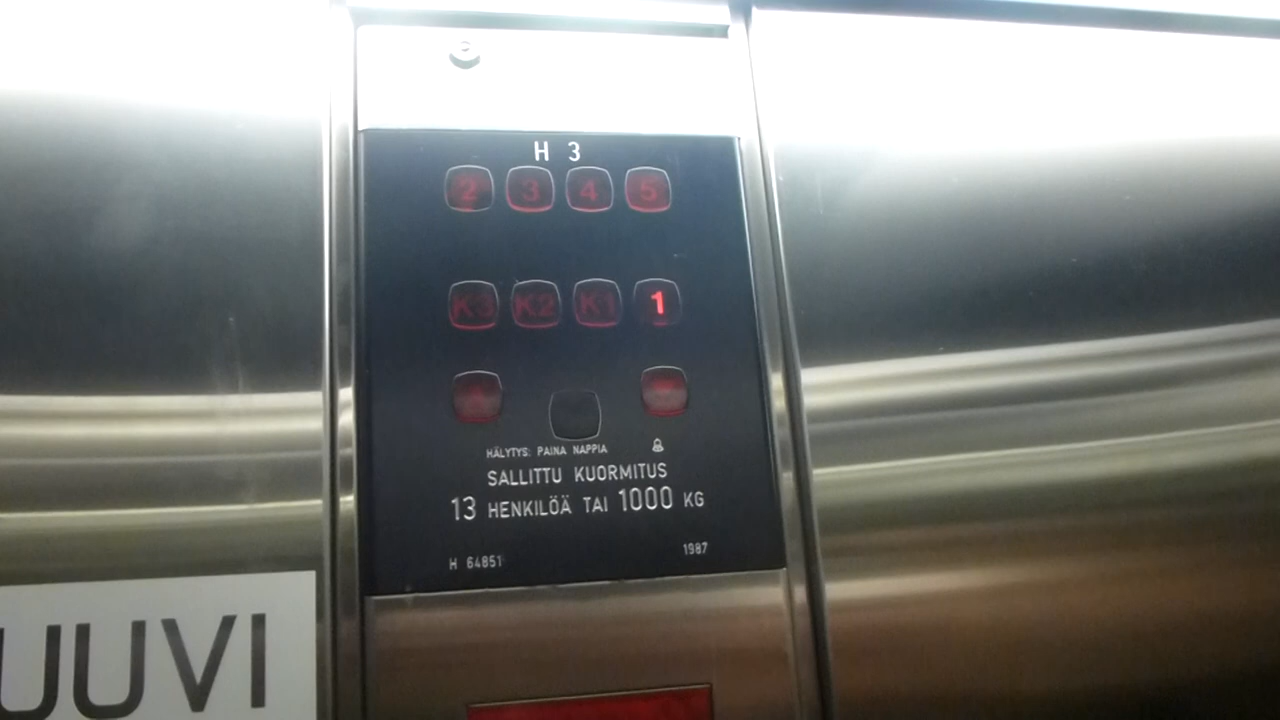 H 3
2 3 4 5
K3 K2 K1 1
HÄLYTYS: PAINA NAPPIA
SALLITTU KUORMITUS
13 HENKILÖÄ TAI 1000 KG
H 64851 1987
UUVI